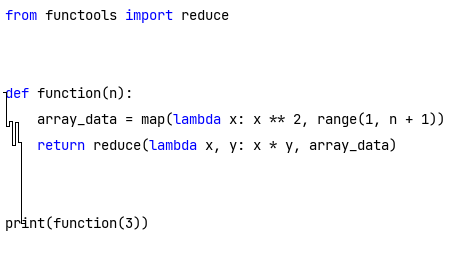 from functools import reduce
def function(n):
    array_data = map(lambda x: x ** 2, range(1, n + 1))
    return reduce(lambda x, y: x * y, array_data)
print(function(3))